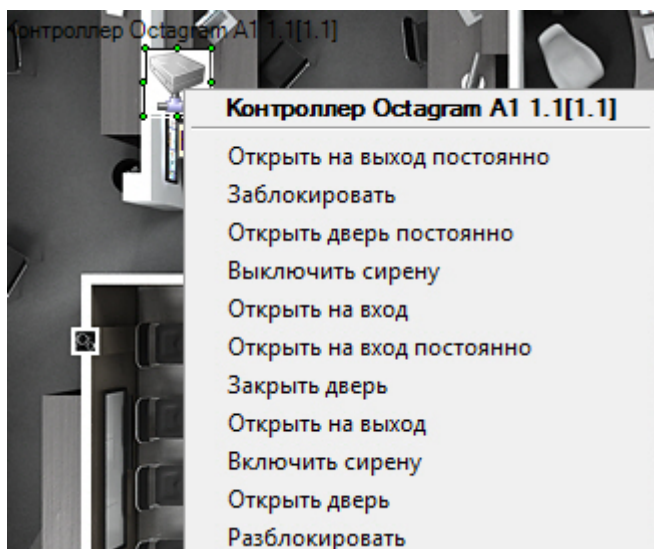 Контроллер Octagram A1 1.1[1.1]
Контроллер Octagram A1 1.1[1.1]
Открыть на выход постоянно
Заблокировать
Открыть дверь постоянно
Выключить сирену
Открыть на вход
Открыть на вход постоянно
Закрыть дверь
Открыть на выход
Включить сирену
Открыть дверь
Разблокировать